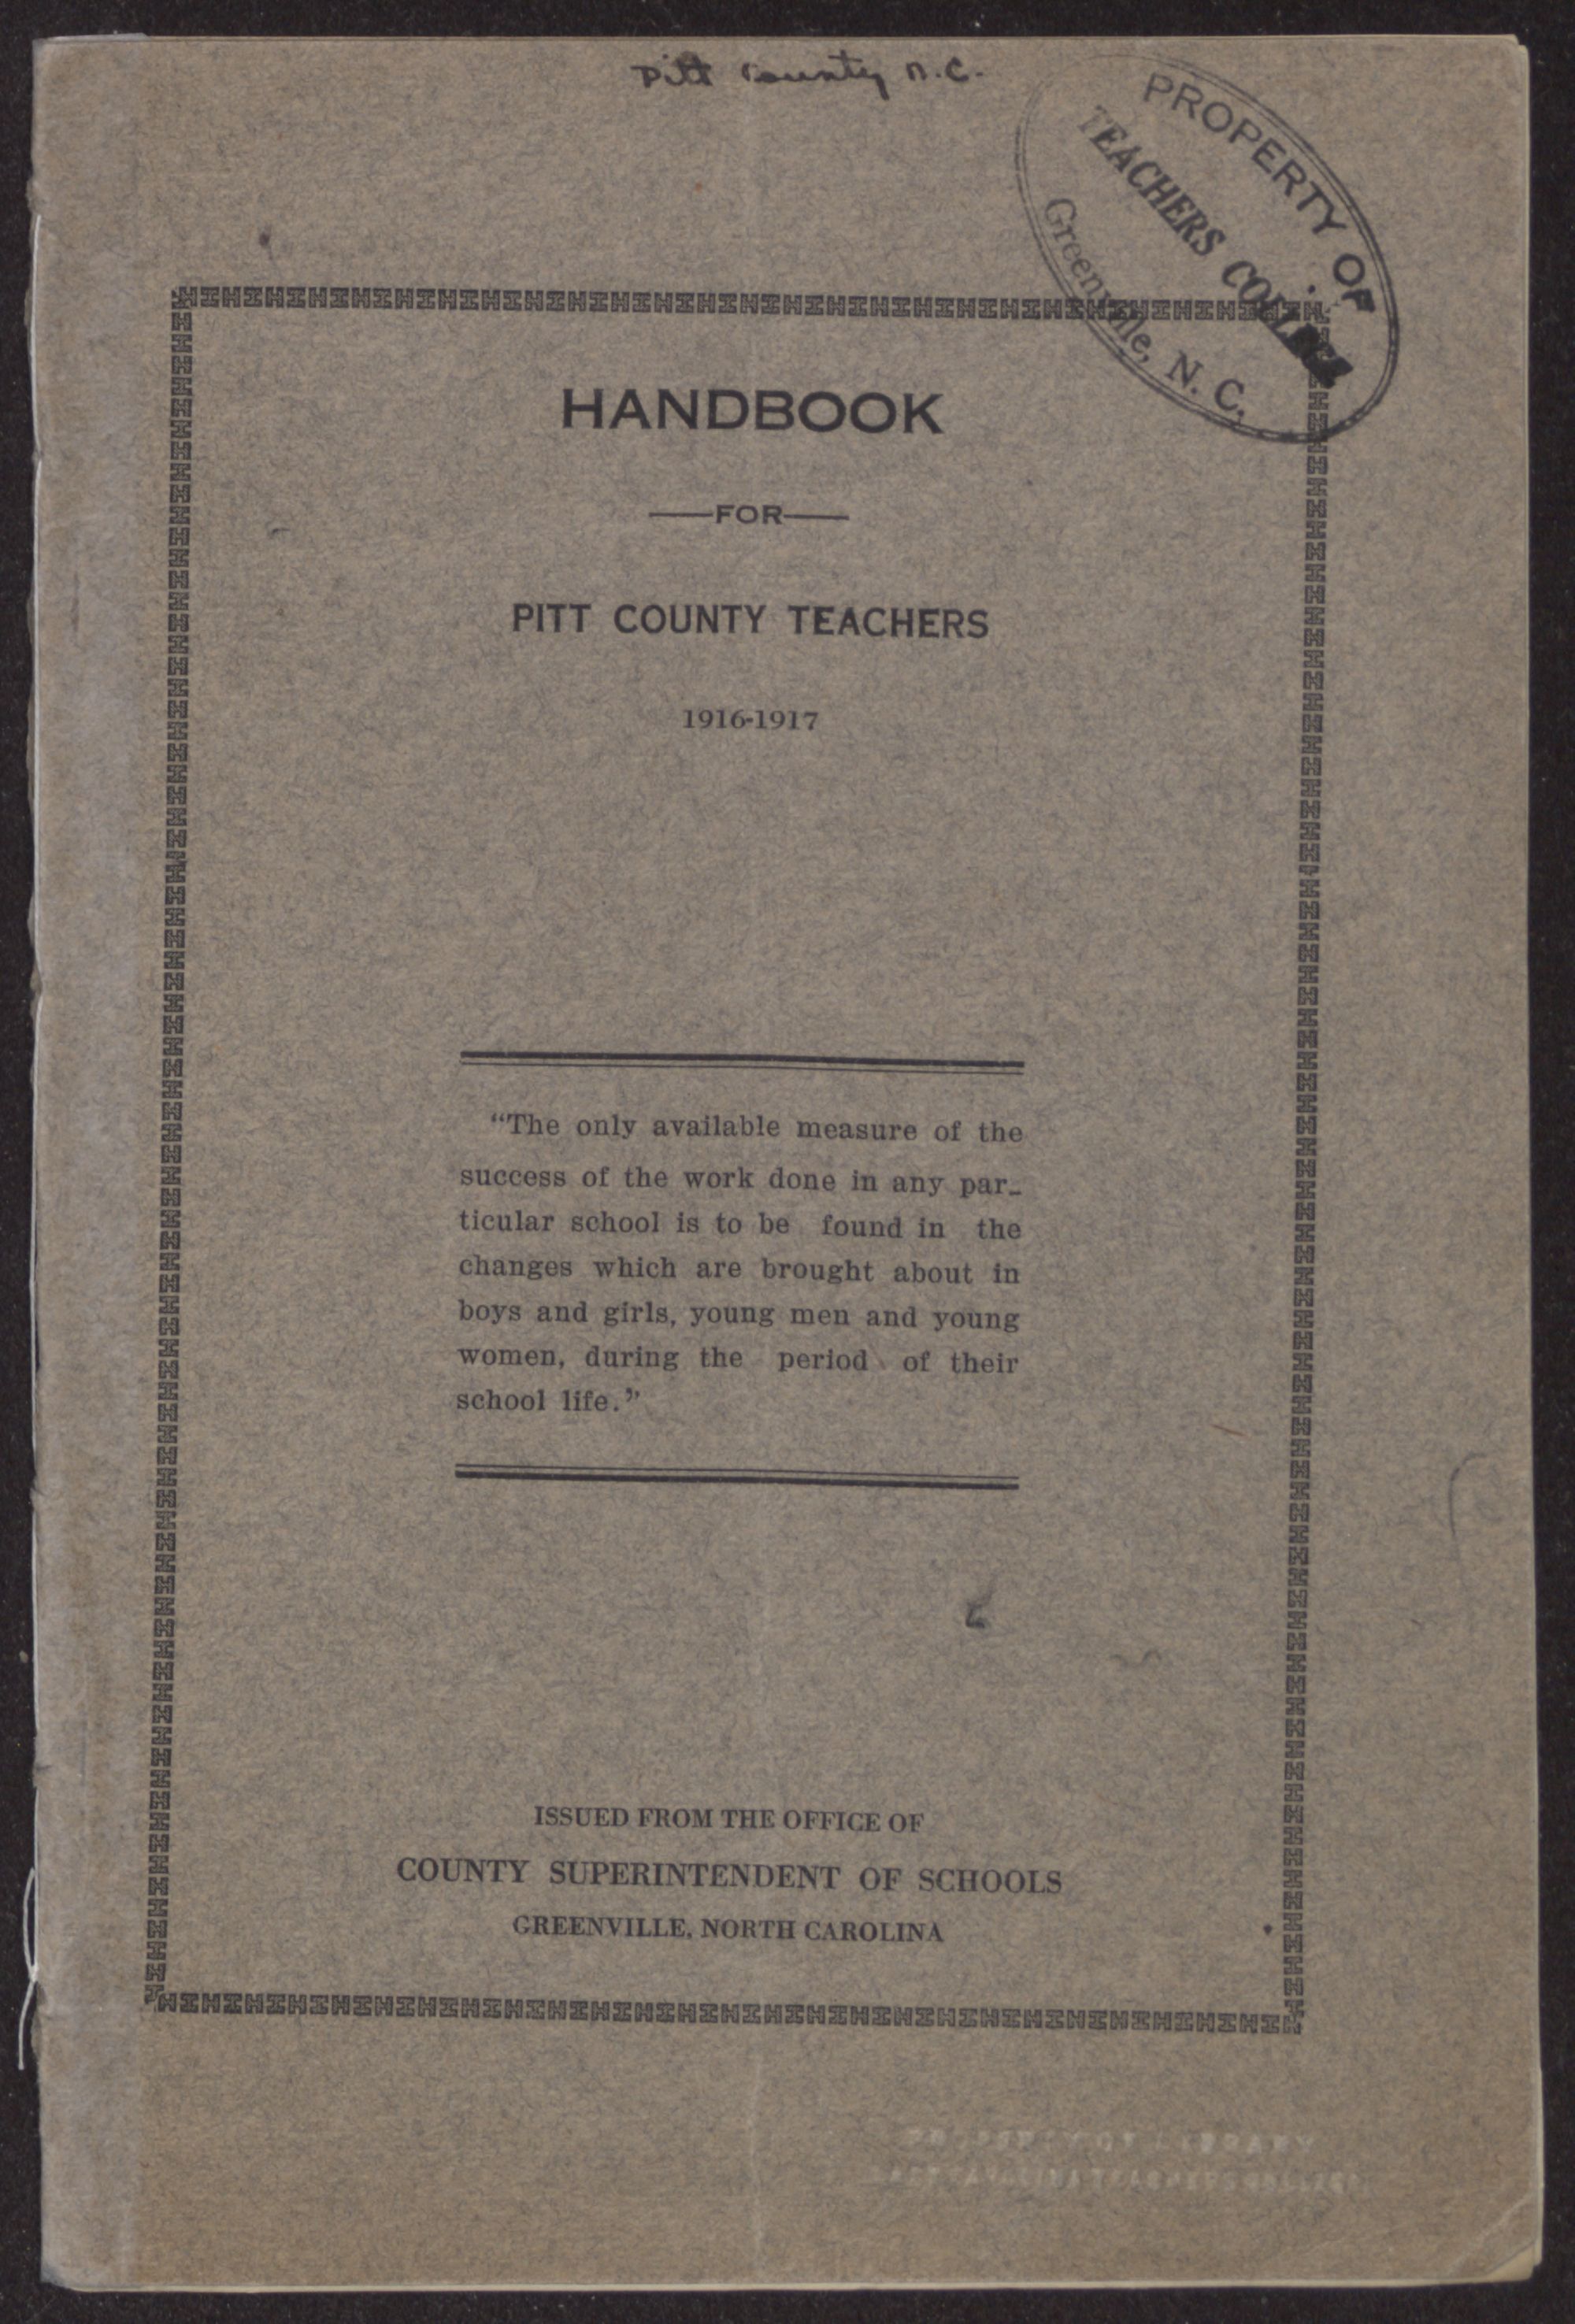 Pitt County N.C.
PROPERTY OF
TEACHERS COLLEGE
Greenville, N. C.
HANDBOOK
FOR
PITT COUNTY TEACHERS
1916-1917
“The only available measure of the
success of the work done in any par-
ticular school is to be found in the
changes which are brought about in
boys and girls, young men and young
women, during the period of their
school life.”
ISSUED FROM THE OFFICE OF
COUNTY SUPERINTENDENT OF SCHOOLS
GREENVILLE, NORTH CAROLINA